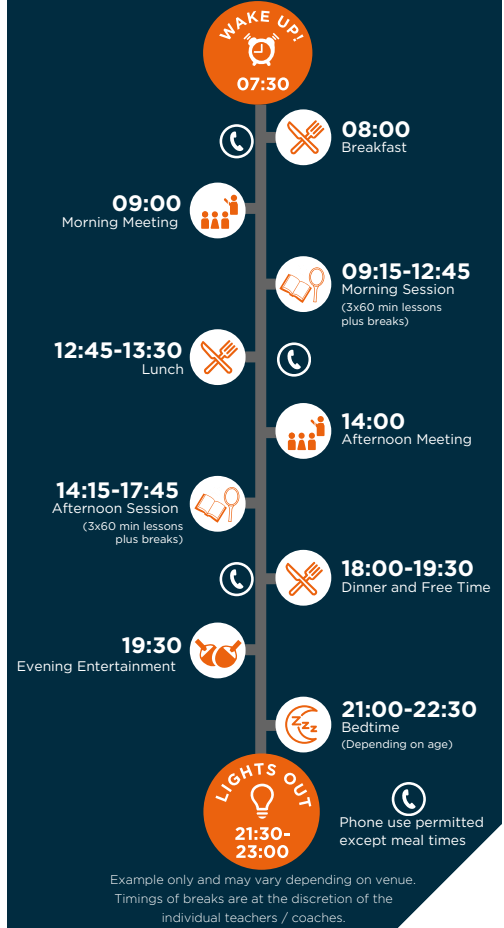 WAKE UP!
07:30
08:00
Breakfast
09:00
Morning Meeting
09:15-12:45
Morning Session
(3x60 min lessons
plus breaks)
12:45-13:30
Lunch
14:00
Afternoon Meeting
14:15-17:45
Afternoon Session
(3x60 min lessons
plus breaks)
18:00-19:30
Dinner and Free Time
19:30
Evening Entertainment
21:00-22:30
Bedtime
(Depending on age)
ZZZ
LIGHTS OUT
21:30-
23:00
Phone use permitted
except meal times
Example only and may vary depending on venue.
Timings of breaks are at the discretion of the
individual teachers / coaches.